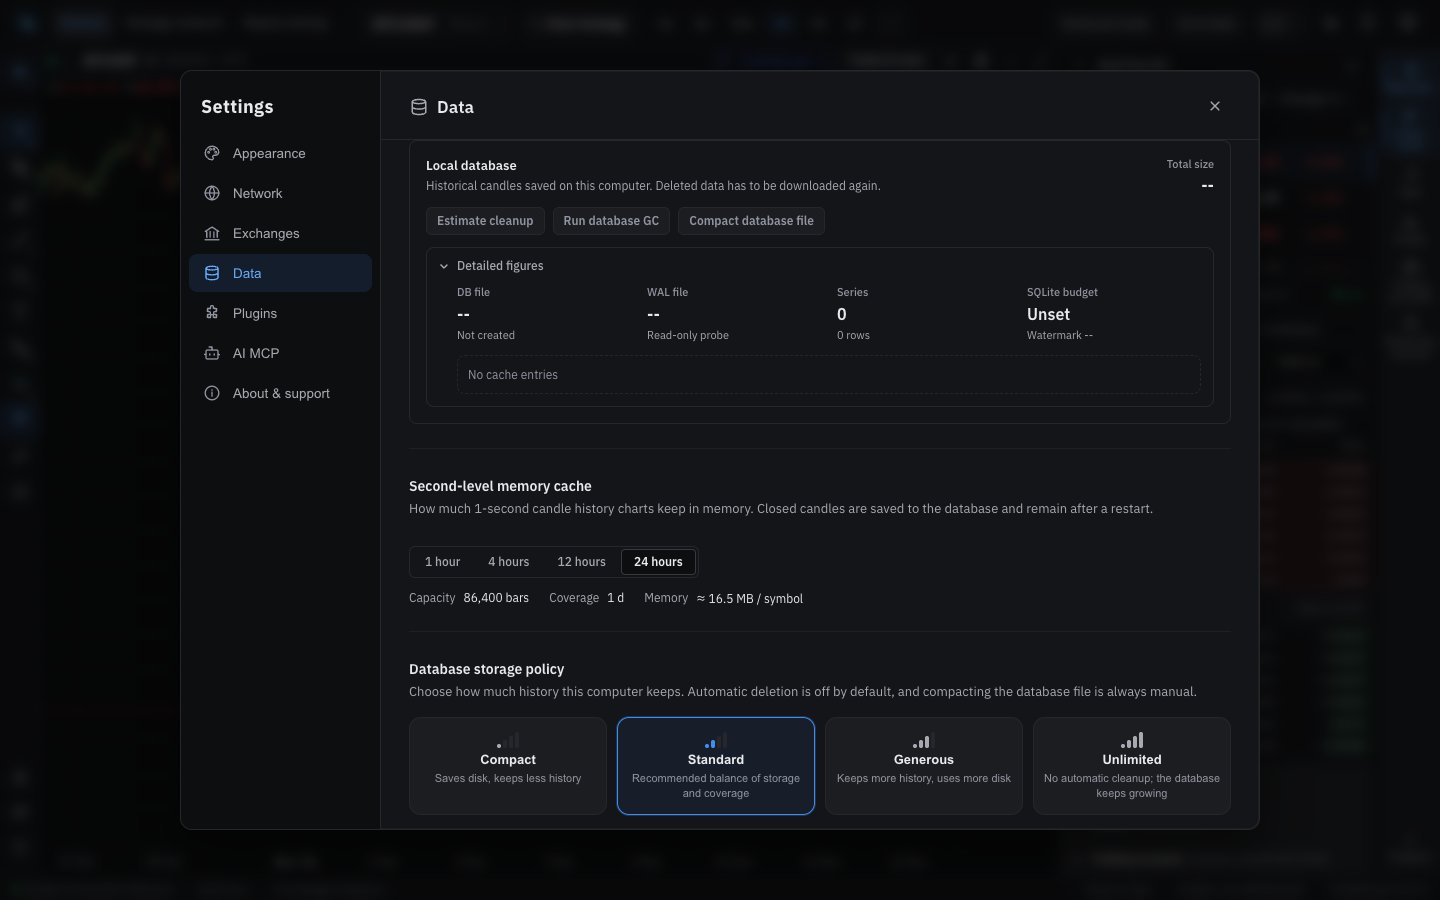 Settings
Appearance
Network
Exchanges
Data
Plugins
AI MCP
About & support
Data
Local database
Historical candles saved on this computer. Deleted data has to be downloaded again.
Total size
--
Estimate cleanup
Run database GC
Compact database file
Detailed figures
DB file
--
Not created
WAL file
--
Read-only probe
Series
0
0 rows
SQLite budget
Unset
Watermark --
No cache entries
Second-level memory cache
How much 1-second candle history charts keep in memory. Closed candles are saved to the database and remain after a restart.
1 hour
4 hours
12 hours
24 hours
Capacity 86,400 bars Coverage 1 d Memory ≈ 16.5 MB / symbol
Database storage policy
Choose how much history this computer keeps. Automatic deletion is off by default, and compacting the database file is always manual.
Compact
Saves disk, keeps less history
Standard
Recommended balance of storage
and coverage
Generous
Keeps more history, uses more disk
Unlimited
No automatic cleanup; the database
keeps growing